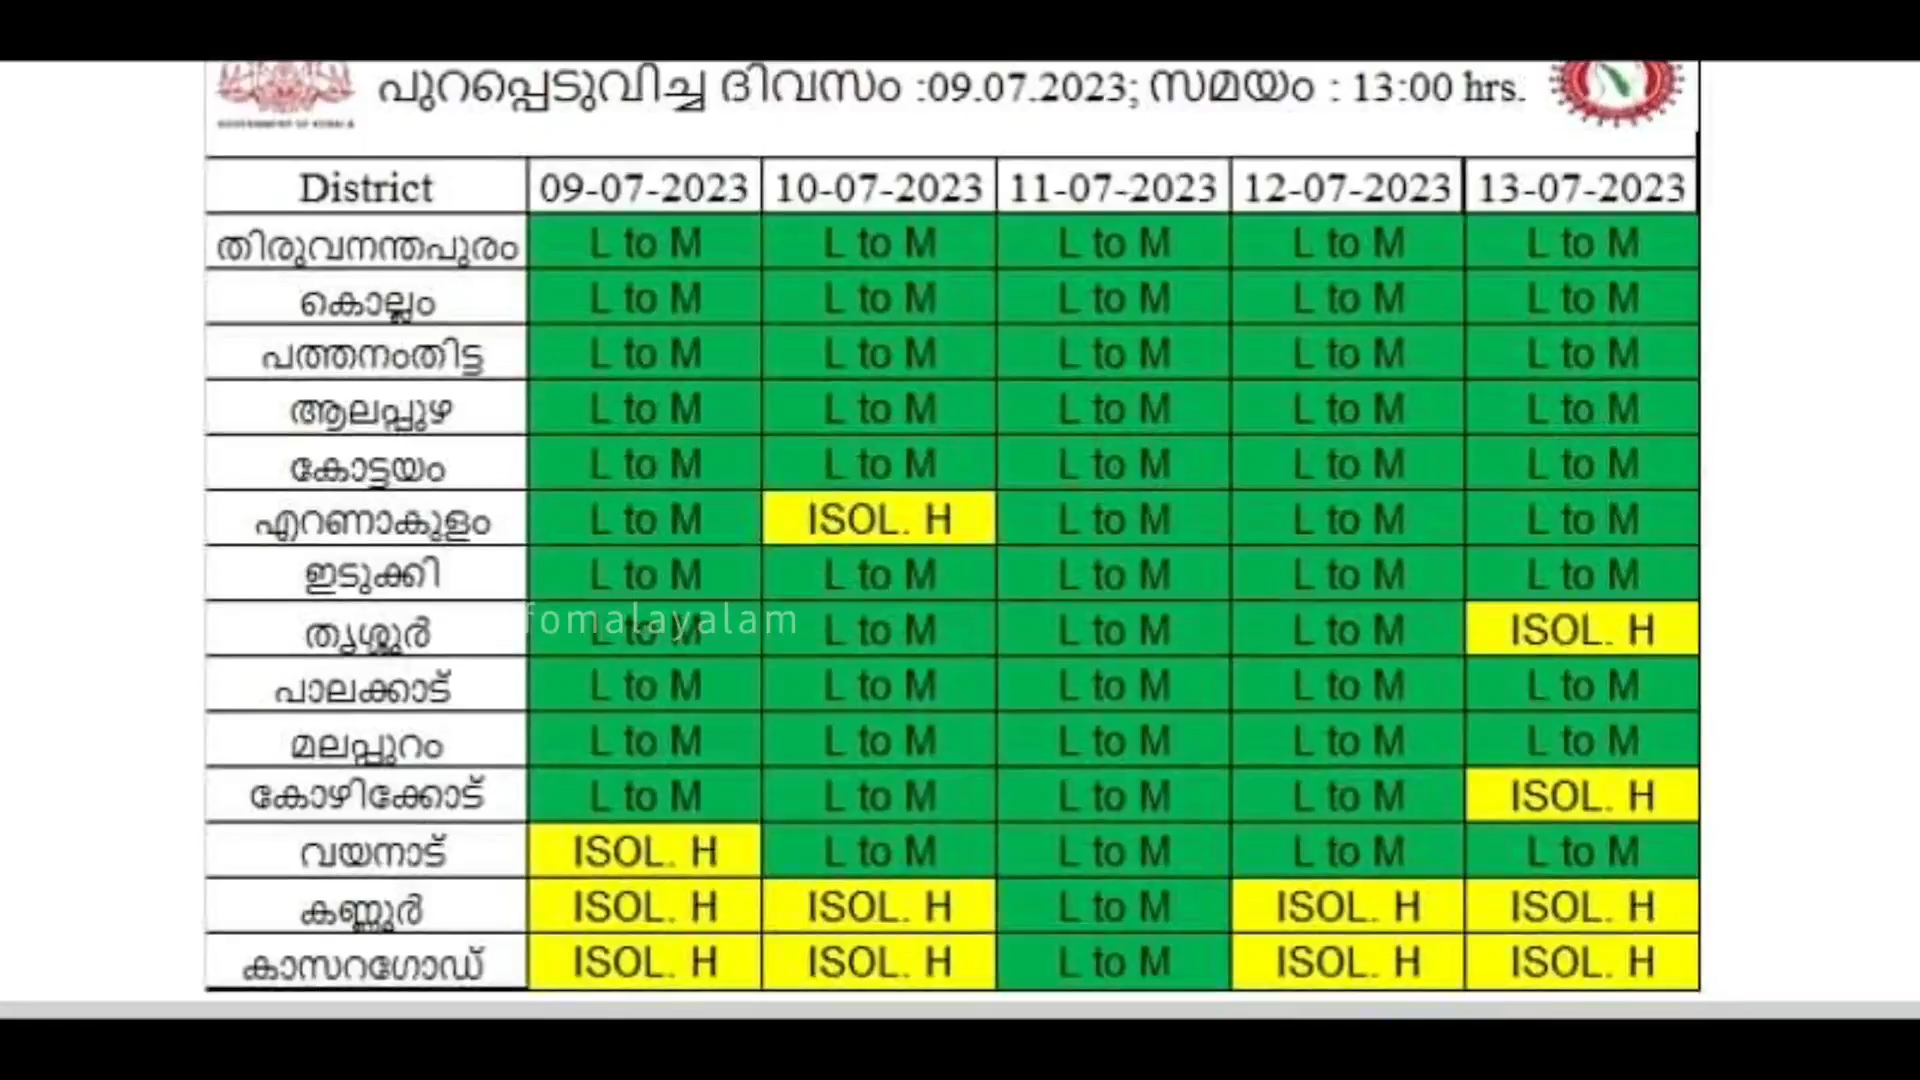 പുറപ്പെടുവിച്ച ദിവസം :09.07.2023; സമയം : 13:00 hrs.
GOVERNMENT OF KERALA
District 09-07-2023 10-07-2023 11-07-2023 12-07-2023 13-07-2023
തിരുവനന്തപുരം L to M L to M L to M L to M L to M
കൊല്ലം L to M L to M L to M L to M L to M
പത്തനംതിട്ട L to M L to M L to M L to M L to M
ആലപ്പുഴ L to M L to M L to M L to M L to M
കോട്ടയം L to M L to M L to M L to M L to M
എറണാകുളം L to M ISOL. H L to M L to M L to M
ഇടുക്കി L to M L to M L to M L to M L to M
fomalayalam
തൃശ്ശൂർ L to M L to M L to M L to M ISOL. H
പാലക്കാട് L to M L to M L to M L to M L to M
മലപ്പുറം L to M L to M L to M L to M L to M
കോഴിക്കോട് L to M L to M L to M L to M ISOL. H
വയനാട് ISOL. H L to M L to M L to M L to M
കണ്ണൂർ ISOL. H ISOL. H L to M ISOL. H ISOL. H
കാസറഗോഡ് ISOL. H ISOL. H L to M ISOL. H ISOL. H